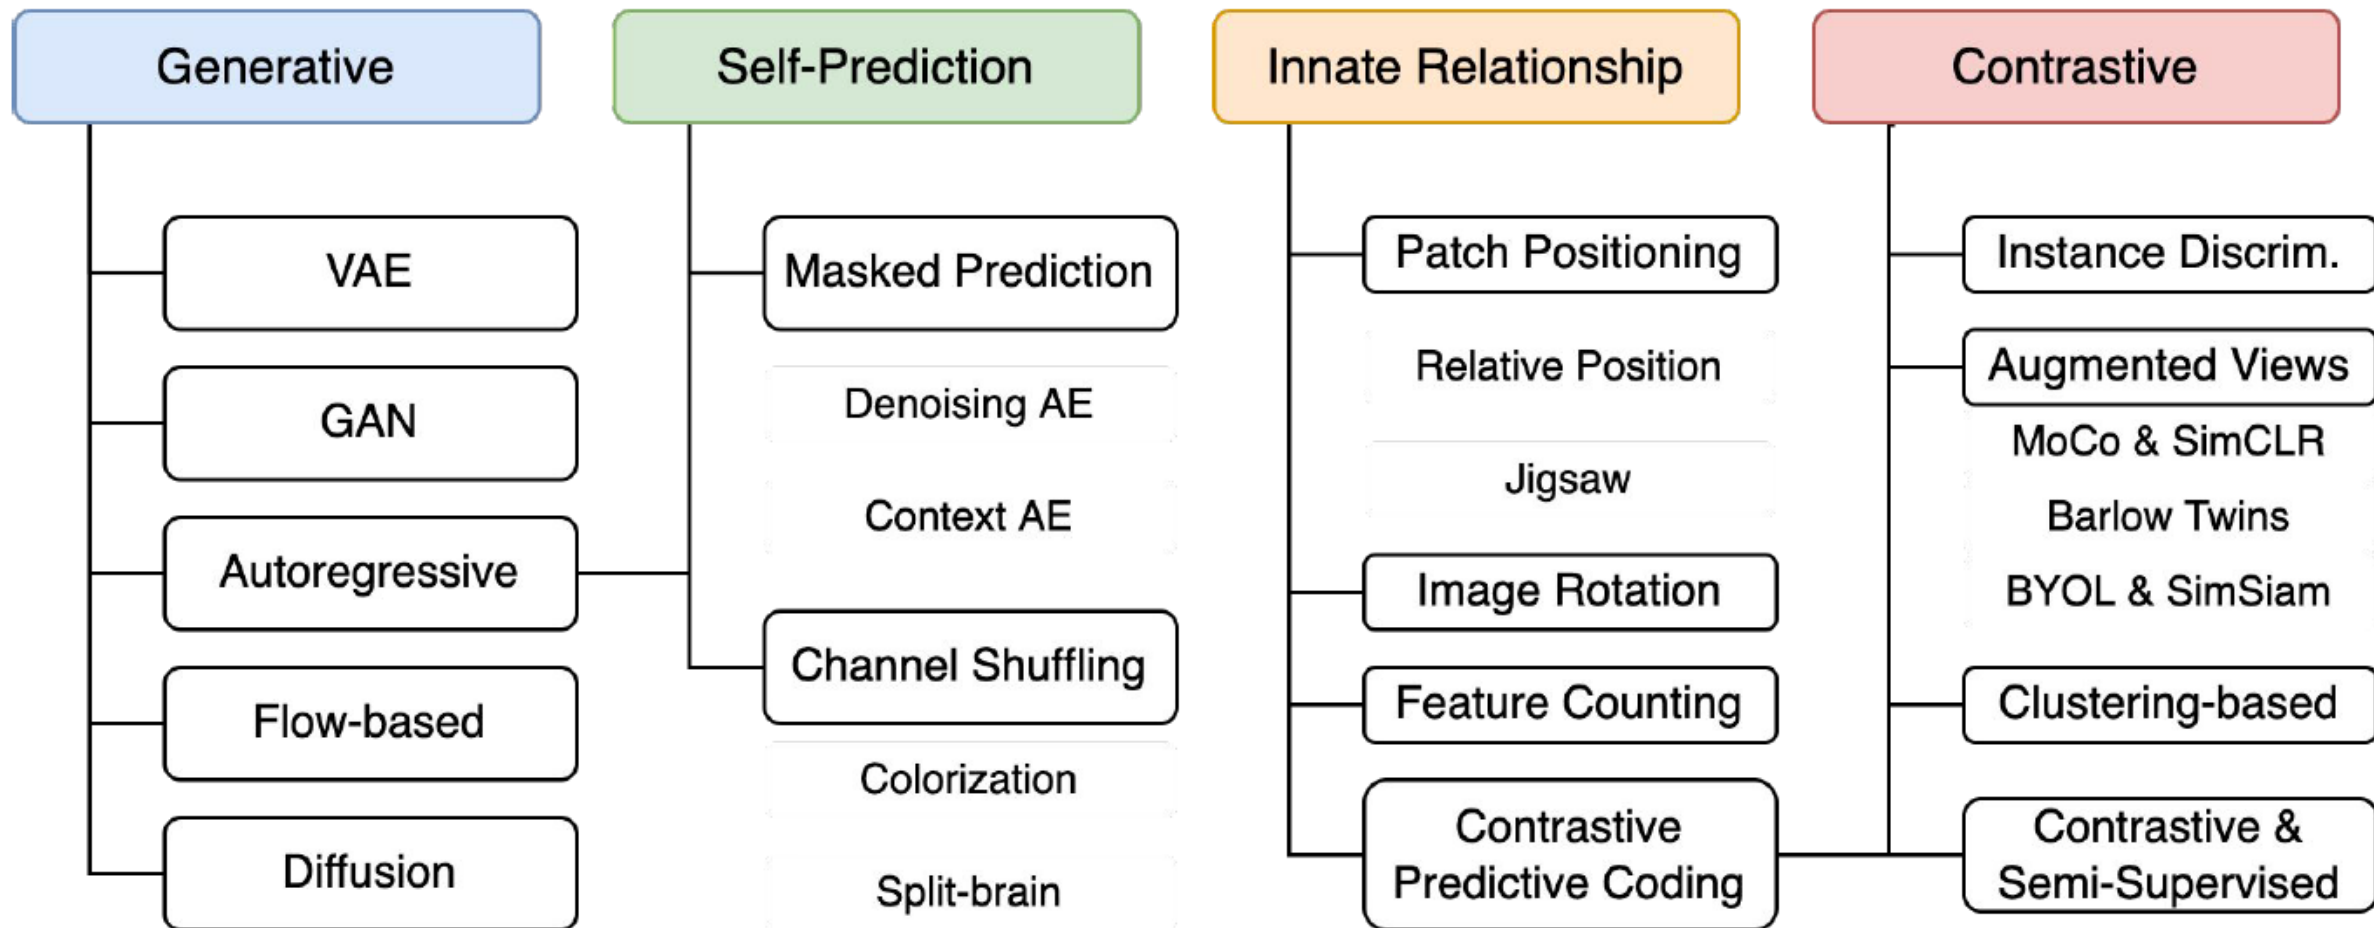 Generative
VAE
GAN
Autoregressive
Flow-based
Diffusion
Self-Prediction
Masked Prediction
Denoising AE
Context AE
Channel Shuffling
Colorization
Split-brain
Innate Relationship
Patch Positioning
Relative Position
Jigsaw
Image Rotation
Feature Counting
Contrastive
Predictive Coding
Contrastive
Instance Discrim.
Augmented Views
MoCo & SimCLR
Barlow Twins
BYOL & SimSiam
Clustering-based
Contrastive &
Semi-Supervised